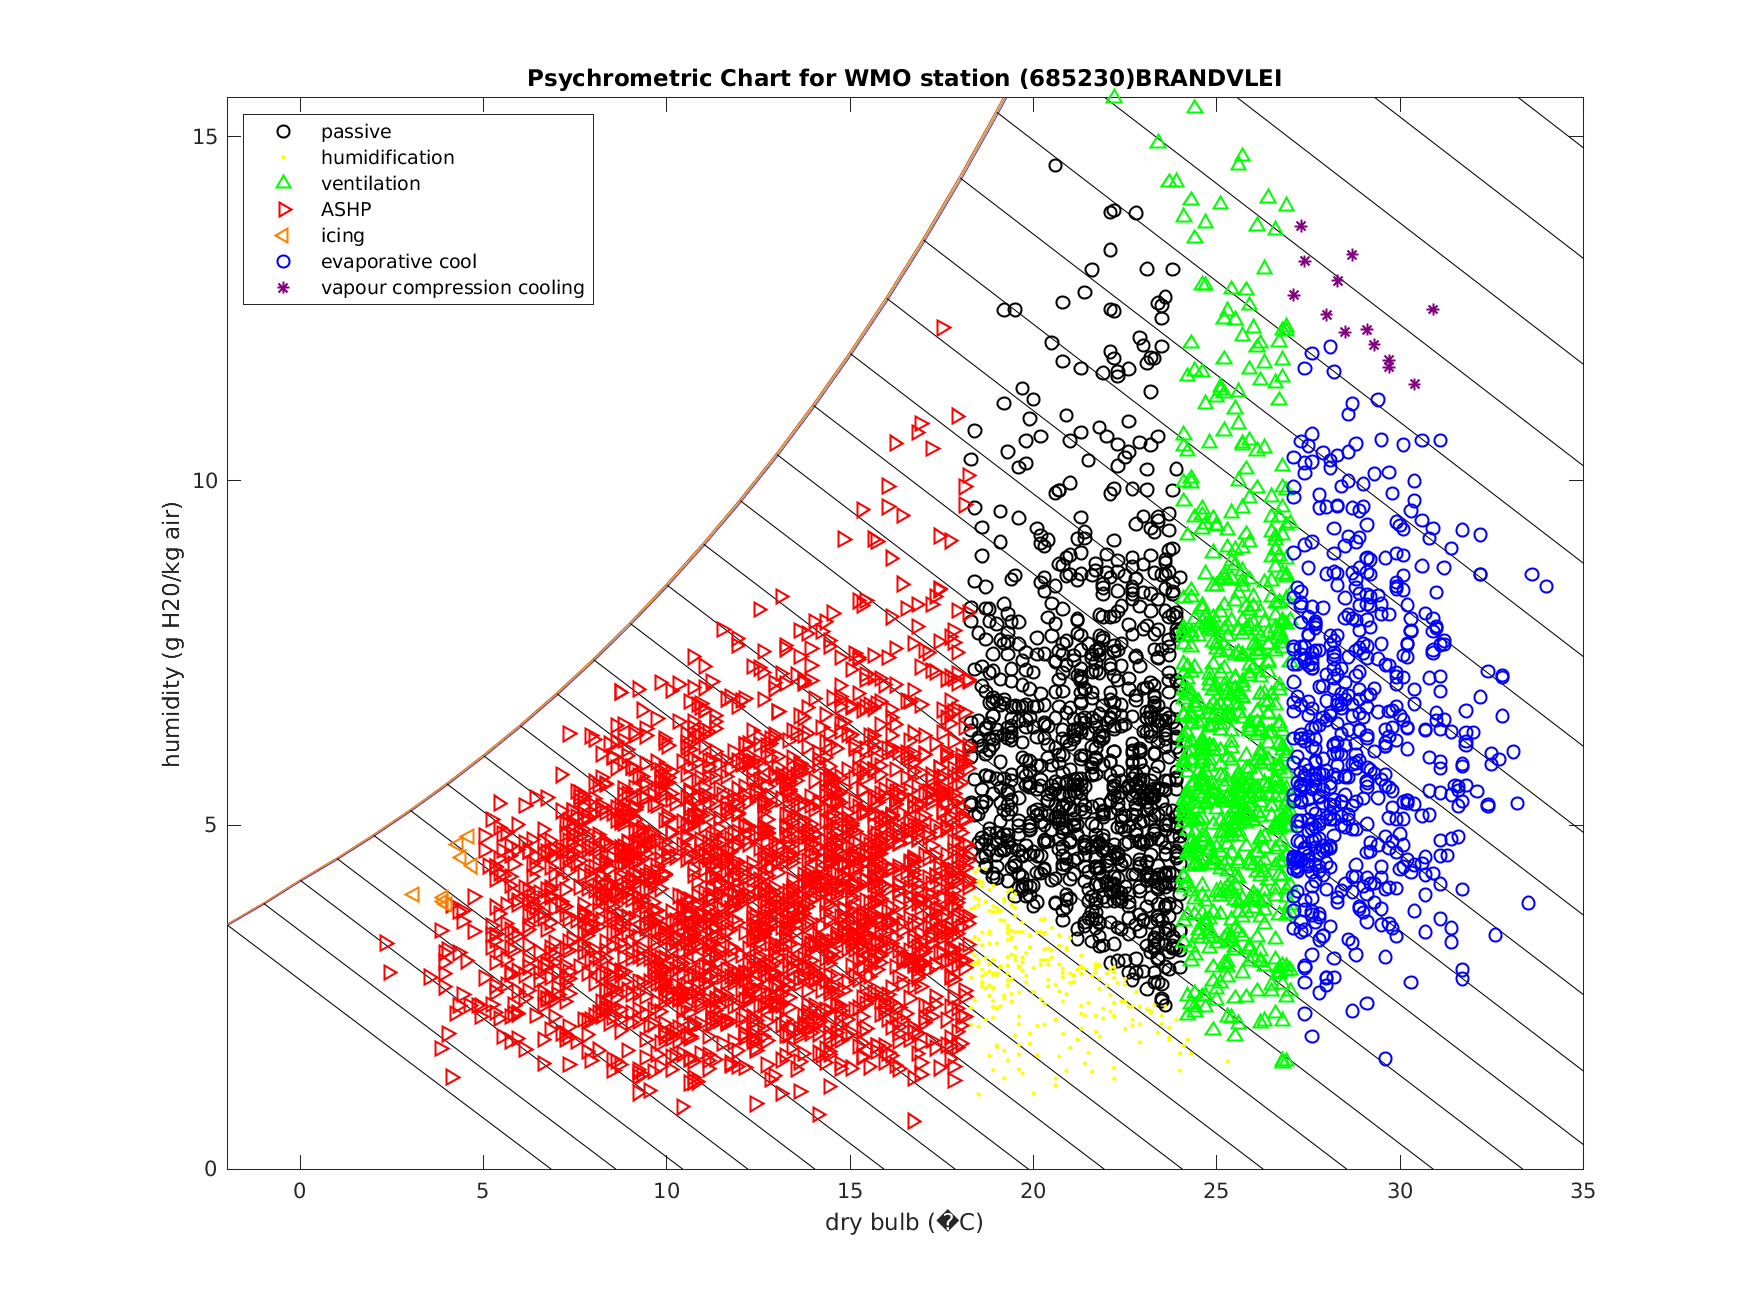 Psychrometric Chart for WMO station (685230)BRANDVLEI
passive
humidification
ventilation
ASHP
icing
evaporative cool
vapour compression cooling
15
10
5
0
humidity (g H20/kg air)
0 5 10 15 20 25 30 35
dry bulb (�C)